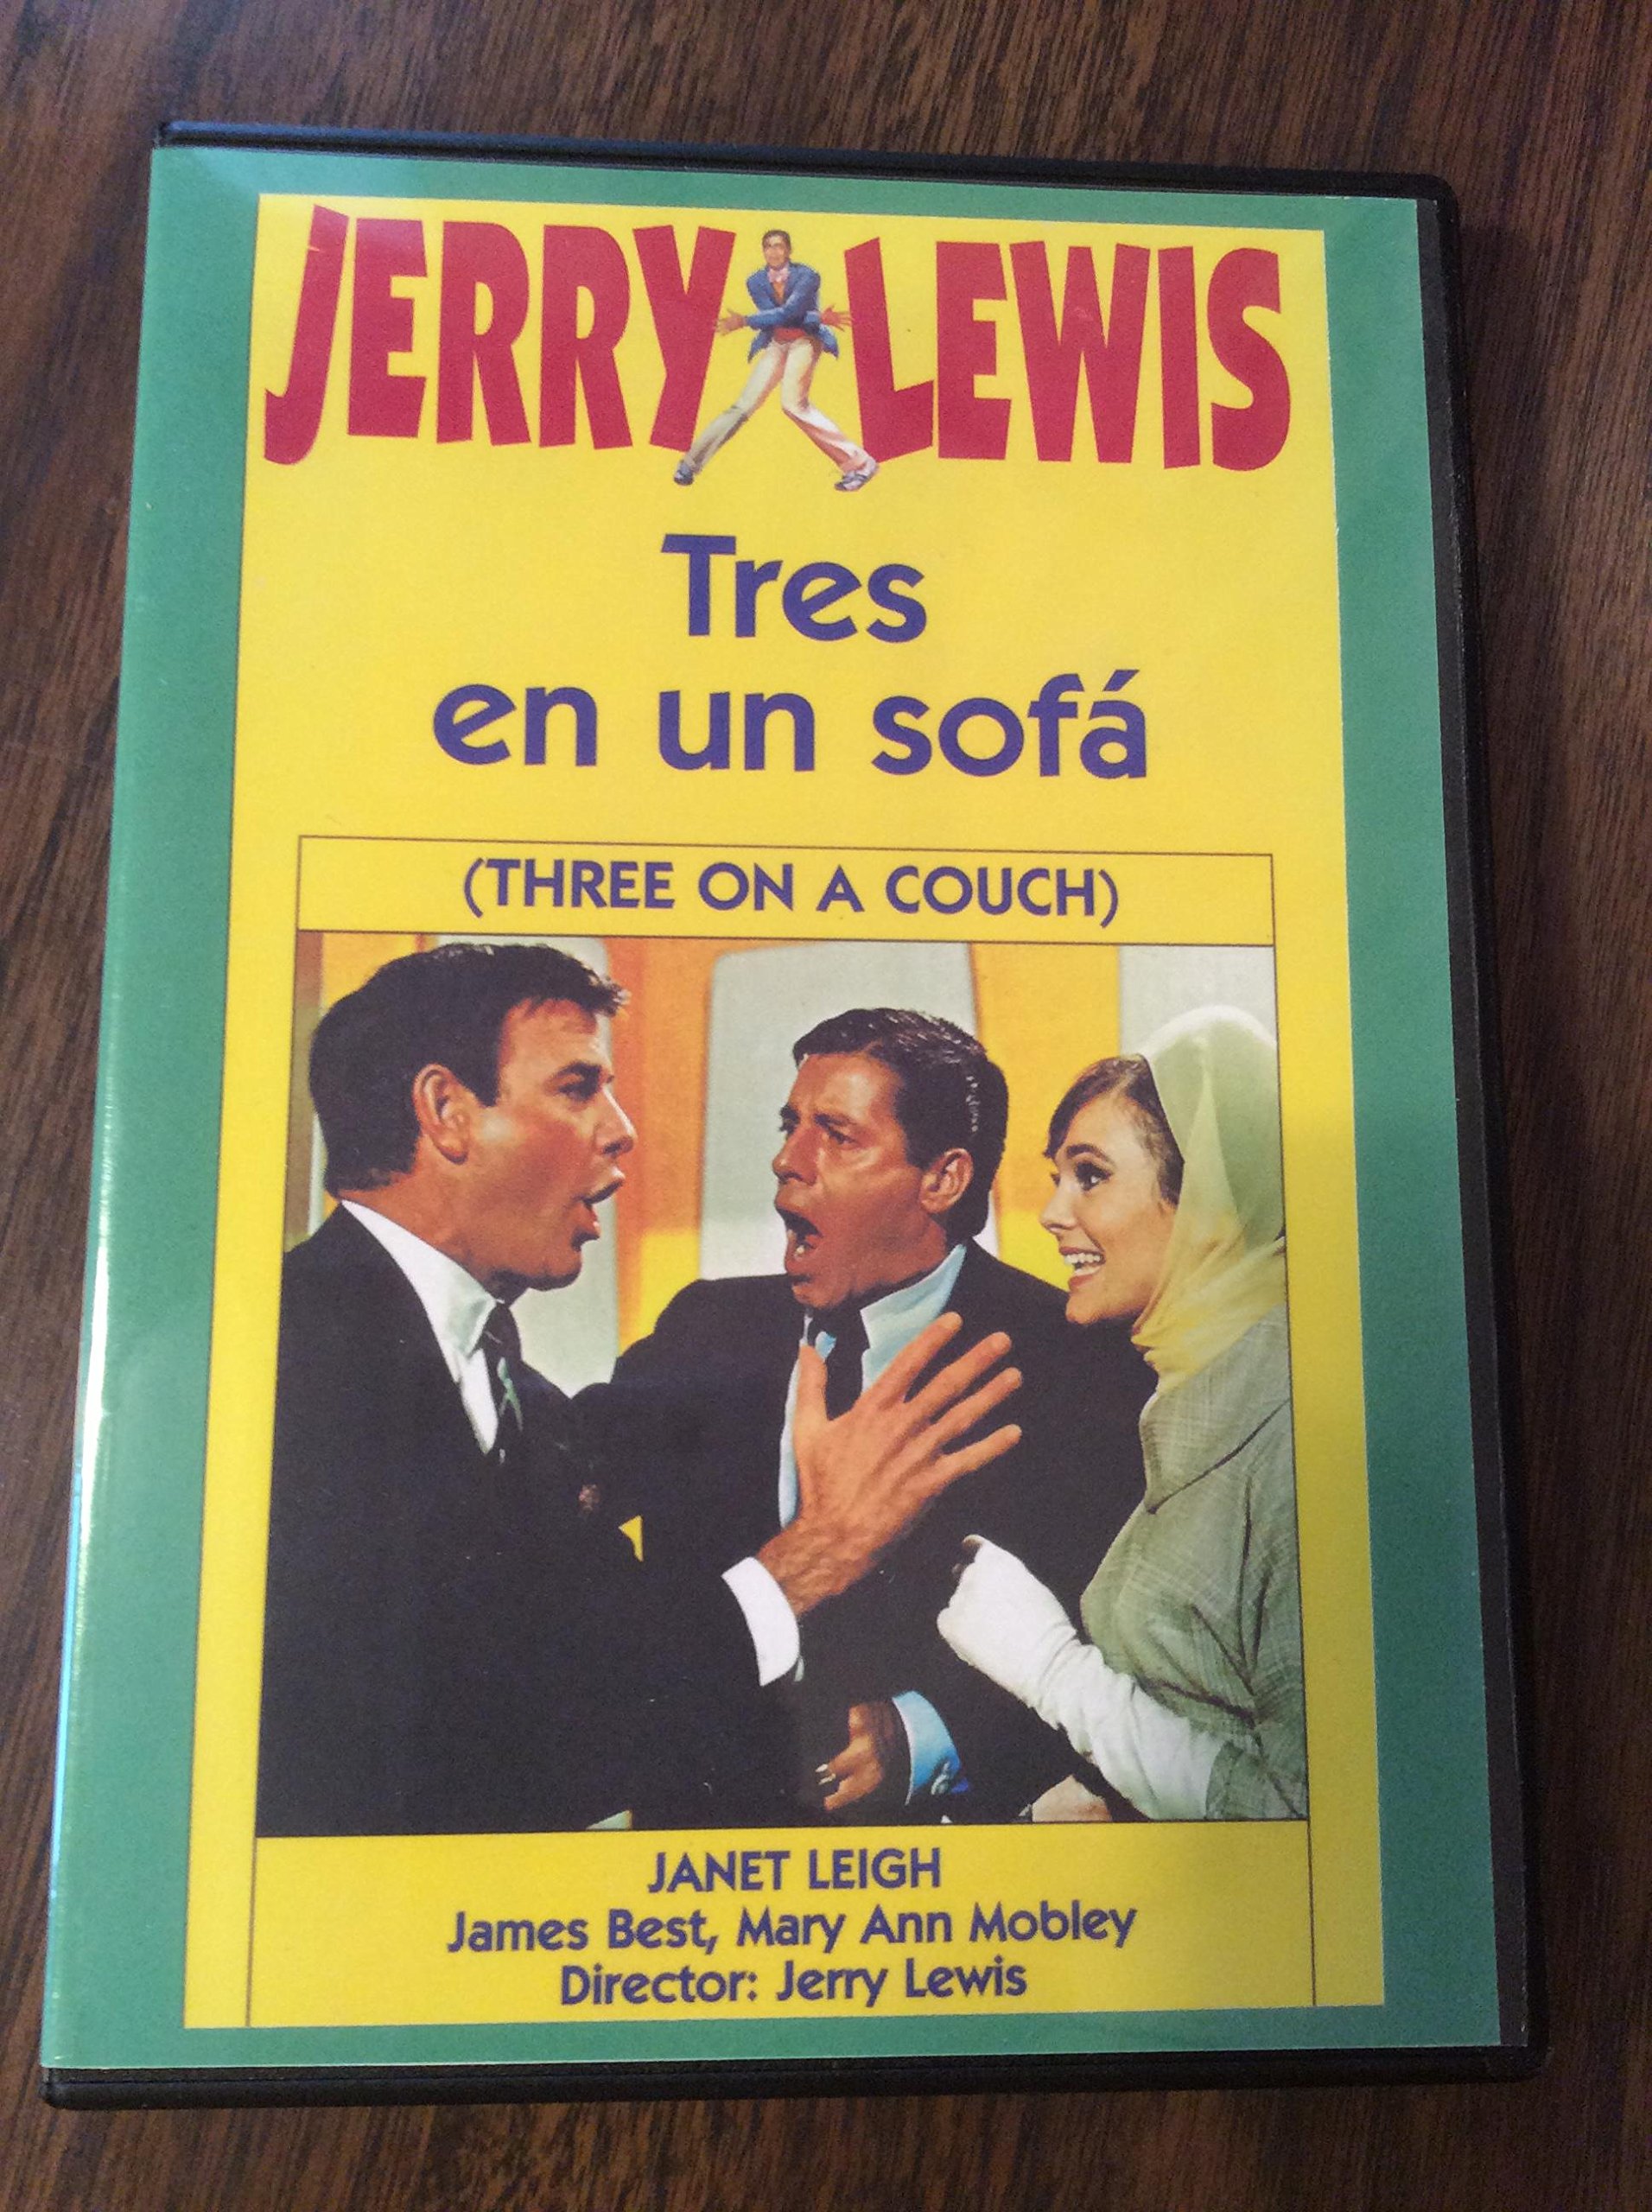 JERRY LEWIS
Tres
en un sofá
(THREE ON A COUCH)
JANET LEIGH
James Best, Mary Ann Mobley
Director: Jerry Lewis